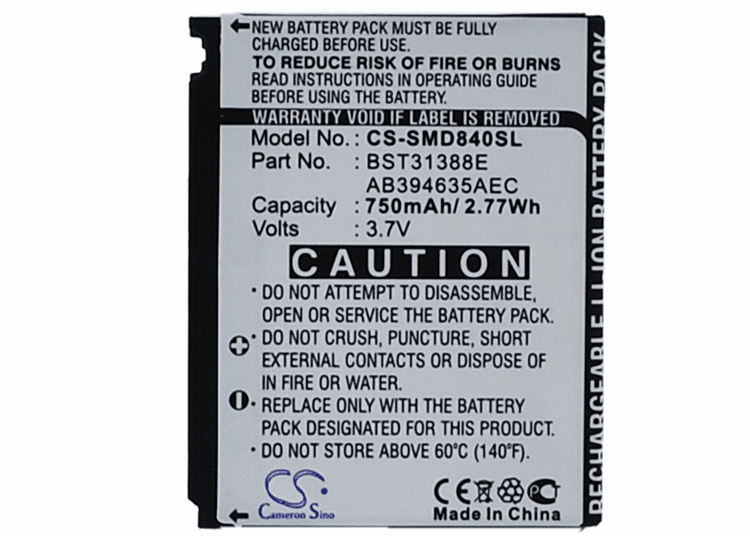 NEW BATTERY PACK MUST BE FULLY
CHARGED BEFORE USE.
TO REDUCE RISK OF FIRE OR BURNS
READ INSTRUCTIONS IN OPERATING GUIDE
BEFORE USING THE BATTERY PACK.
WARRANTY VOID IF LABEL IS REMOVED
Model No. : CS-SMD840SL
Part No. : BST31388E
AB394635AEC
Capacity : 750mAh/ 2.77Wh
Volts : 3.7V
CAUTION
• DO NOT ATTEMPT TO DISASSEMBLE,
OPEN OR SERVICE BATTERY PACK.
• DO NOT CRUSH, PUNCTURE, SHORT
EXTERNAL CONTACTS OR DISPOSE OF
IN FIRE OR WATER.
• REPLACE ONLY WITH THE BATTERY
PACK DESIGNED FOR THIS PRODUCT.
• DO NOT STORE ABOVE 60°C (140°F).
CS
Cameron Sino
CE PCT
Made In China
RECHARGEABLE LI-ION BATTERY PACK